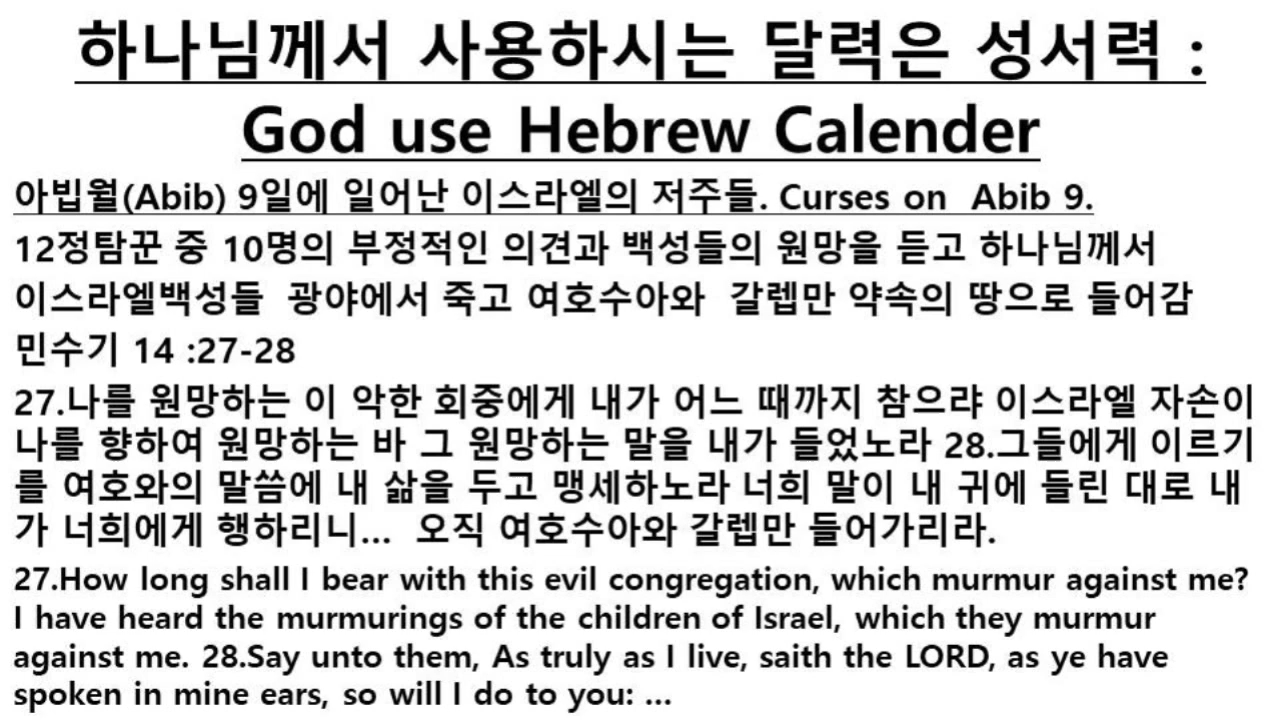 하나님께서 사용하시는 달력은 성서력 :
God use Hebrew Calender
아빕월(Abib) 9일에 일어난 이스라엘의 저주들. Curses on Abib 9.
12정탐꾼 중 10명의 부정적인 의견과 백성들의 원망을 듣고 하나님께서
이스라엘백성들 광야에서 죽고 여호수아와 갈렙만 약속의 땅으로 들어감
민수기 14 :27-28
27.나를 원망하는 이 악한 회중에게 내가 어느 때까지 참으랴 이스라엘 자손이
나를 향하여 원망하는 바 그 원망하는 말을 내가 들었노라 28.그들에게 이르기
를 여호와의 말씀에 내 삶을 두고 맹세하노라 너희 말이 내 귀에 들린 대로 내
가 너희에게 행하리니... 오직 여호수아와 갈렙만 들어가리라.
27.How long shall I bear with this evil congregation, which murmur against me?
I have heard the murmurings of the children of Israel, which they murmur
against me. 28.Say unto them, As truly as I live, saith the LORD, as ye have
spoken in mine ears, so will I do to you: ...